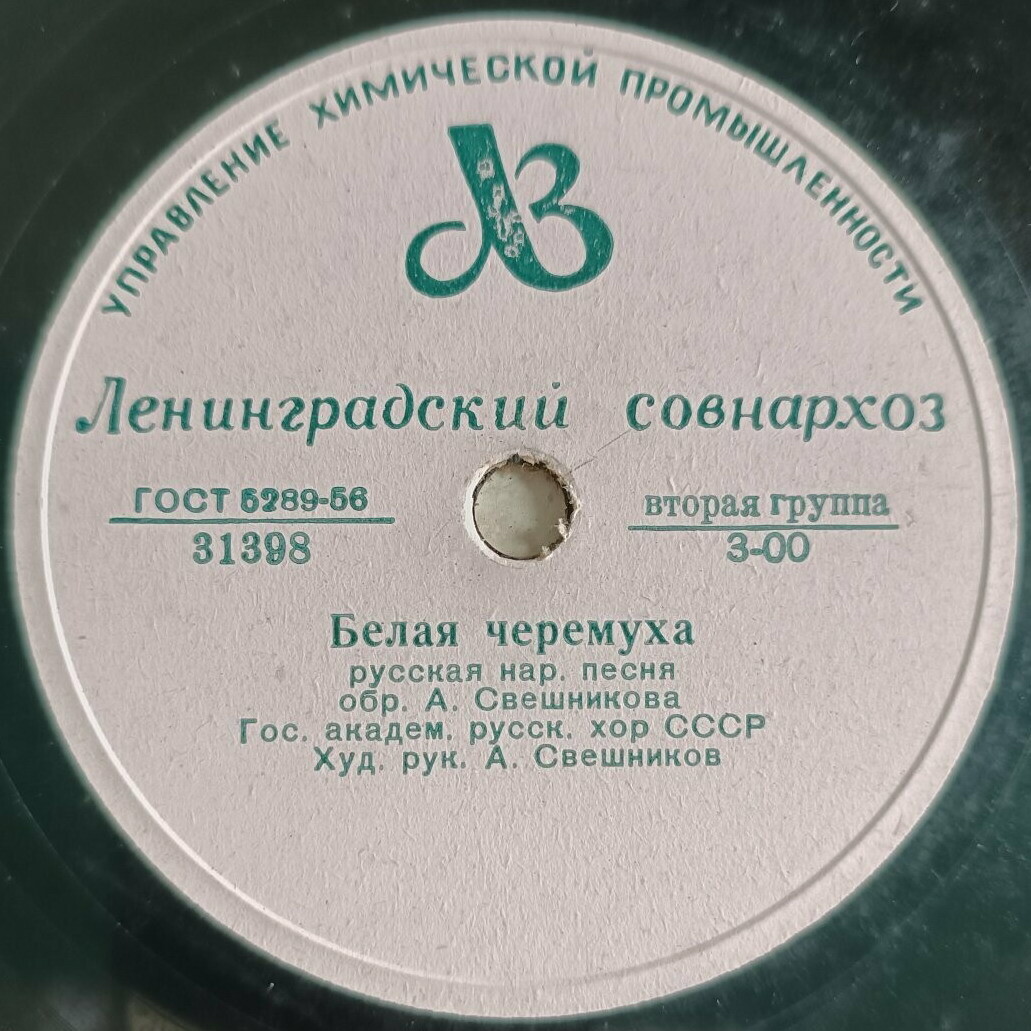 УПРАВЛЕНИЕ ХИМИЧЕСКОЙ ПРОМЫШЛЕННОСТИ
ЛВ
Ленинградский совнархоз
ГОСТ 5289-56
31398
вторая группа
3-00
Белая черемуха
русская нар. песня
обр. А. Свешникова
Гос. академ. русск. хор СССР
Худ. рук. А. Свешников